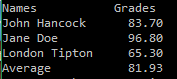 Names Grades
John Hancock 83.70
Jane Doe 96.80
London Tipton 65.30
Average 81.93